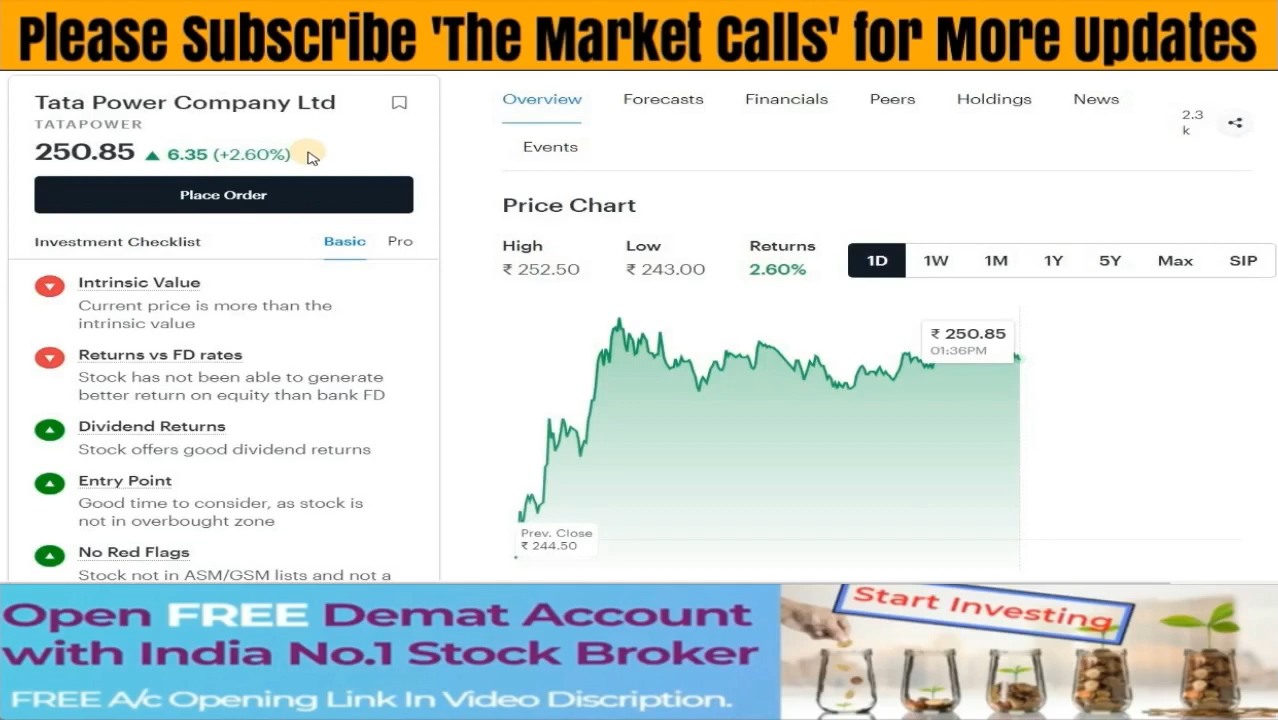 Please Subscribe 'The Market Calls' for More Updates
Tata Power Company Ltd
TATAPOWER
250.85 6.35 (+2.60%)
Place Order
Investment Checklist
Basic
Pro
Intrinsic Value
Current price is more than the
intrinsic value
Returns vs FD rates
Stock has not been able to generate
better return on equity than bank FD
Dividend Returns
Stock offers good dividend returns
Entry Point
Good time to consider, as stock is
not in overbought zone
No Red Flags
Stock not in ASM/GSM lists and not a
Overview
Forecasts
Financials
Peers
Holdings
News
Events
2.3
k
Price Chart
High
₹ 252.50
Low
₹ 243.00
Returns
2.60%
1D
1W
1M
1Y
5Y
Max
SIP
₹ 250.85
01:36PM
Prev. Close
₹ 244.50
Open FREE Demat Account
with India No.1 Stock Broker
FREE A/c Opening Link In Video Discription.
Start Investing